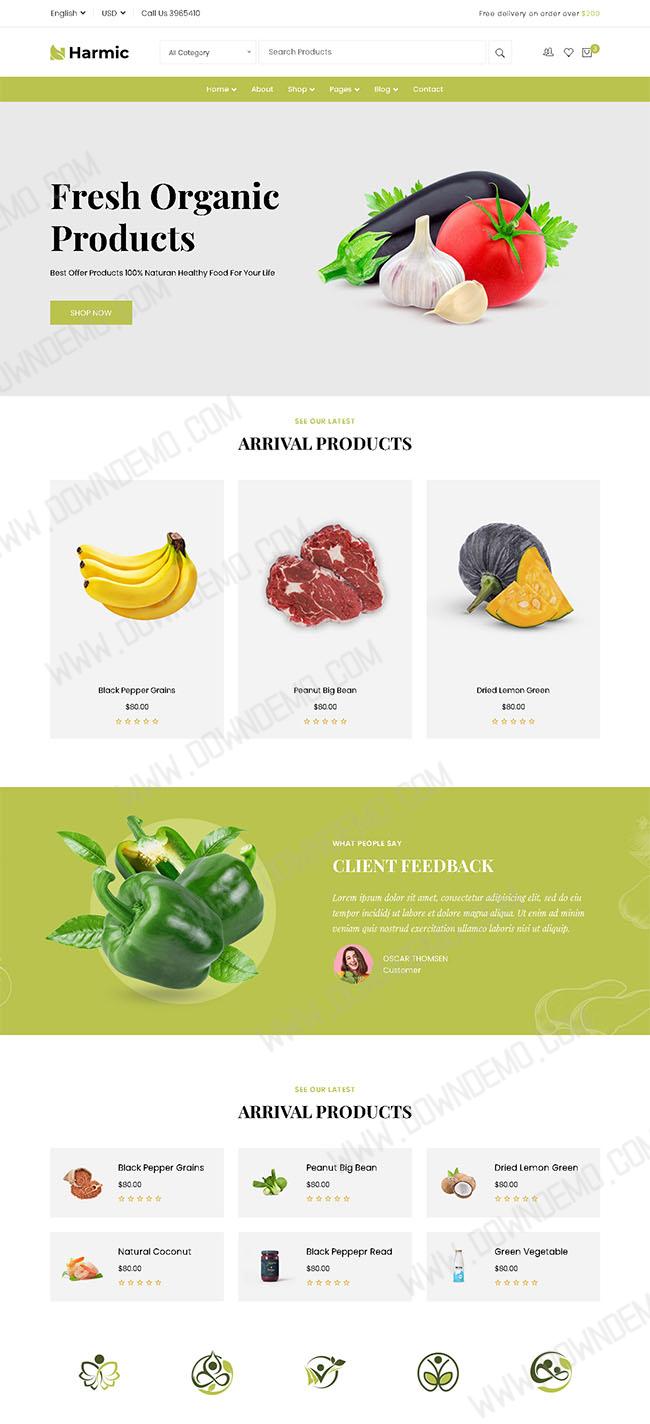 English USD Call Us 3965410 Free delivery on order over $200
Harmic All Category Search Products 3
Home About Shop Pages Blog Contact
Fresh Organic
Products
Best Offer Products 100% Naturan Healthy Food For Your Life
SHOP NOW
SEE OUR LATEST
ARRIVAL PRODUCTS
Black Pepper Grains Peanut Big Bean Dried Lemon Green
$80.00 $80.00 $80.00
WHAT PEOPLE SAY
CLIENT FEEDBACK
Lorem ipsum dolor sit amet, consectetur adipisicing elit, sed do eiu
tempor incididj ut labore et dolore magna aliqua. Ut enim ad minim
veniam quis nostrud exercitation ullamco laboris nisi ut aliquip.
OSCAR THOMSEN
Customer
SEE OUR LATEST
ARRIVAL PRODUCTS
Black Pepper Grains Peanut Big Bean Dried Lemon Green
$80.00 $80.00 $80.00
Natural Coconut Black Peppepr Read Green Vegetable
$80.00 $80.00 $80.00
WWW.DOWNDEMO.COM